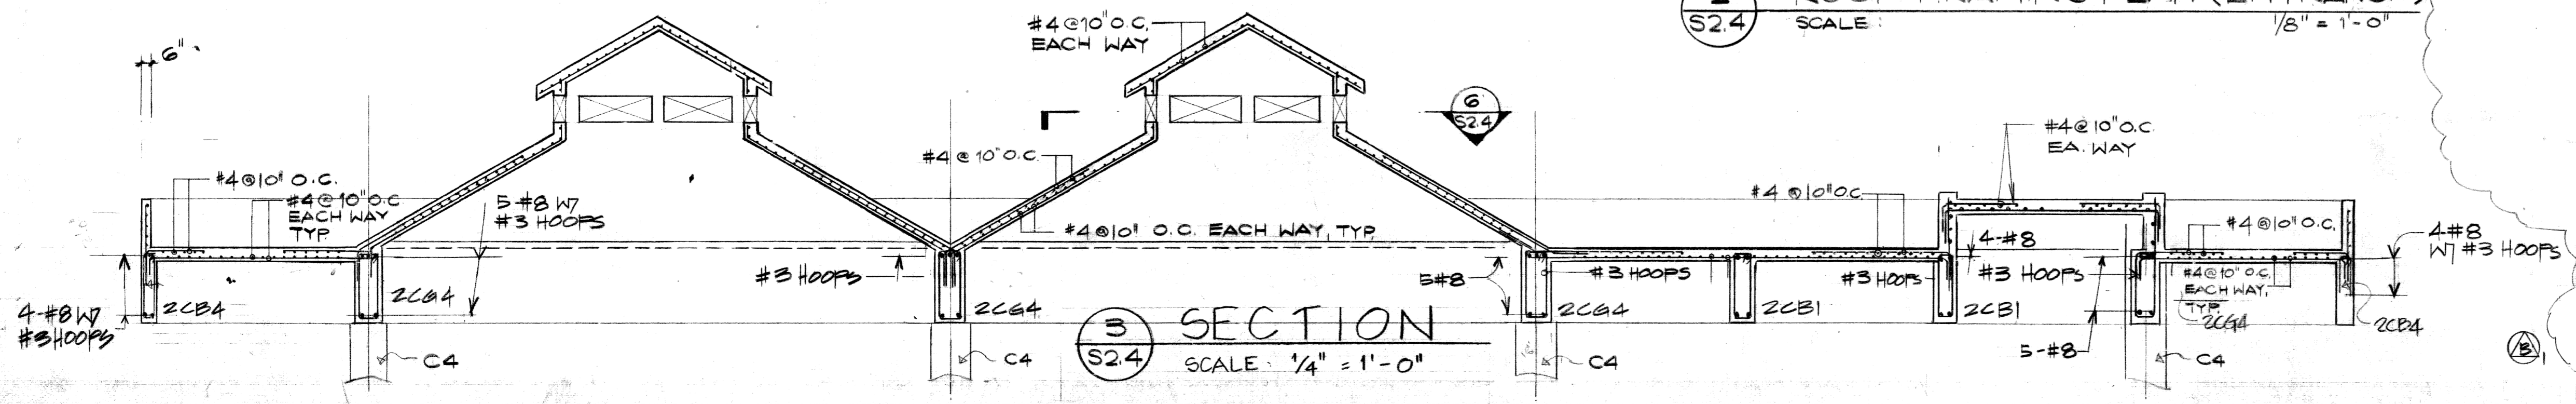 S2.4
SCALE:
1/8" = 1'-0"
6"
#4@10" O.C.
EACH WAY
6
S2.4
#4@10" O.C.
EA. WAY
#4 @ 10" O.C.
#4@10" O.C.
#4@10" O.C
EACH WAY
TYP.
5-#8 W/
#3 HOOPS
#4@10" O.C. EACH WAY, TYP.
#4 @10" O.C.
#4 @10" O.C.
4-#8
W/ #3 HOOPS
4-#8
#3 HOOPS
5#8
#3 HOOPS
#3 HOOPS
#3 HOOPS
#4@10" O.C.
EACH WAY,
TYP.
4-#8 W/
#3 HOOPS
2CB4
2CG4
2CG4
2CG4
2CB1
2CB1
2CG4
2CB4
3
S2.4
SECTION
SCALE: 1/4" = 1'-0"
5-#8
C4
C4
C4
C4
B
1